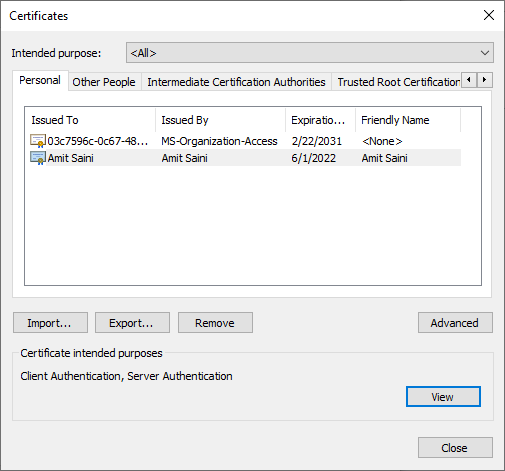 Certificates
Intended purpose: <All>
Personal Other People Intermediate Certification Authorities Trusted Root Certification
Issued To Issued By Expiratio... Friendly Name
03c7596c-0c67-48... MS-Organization-Access 2/22/2031 <None>
Amit Saini Amit Saini 6/1/2022 Amit Saini
Import... Export... Remove Advanced
Certificate intended purposes
Client Authentication, Server Authentication
View
Close